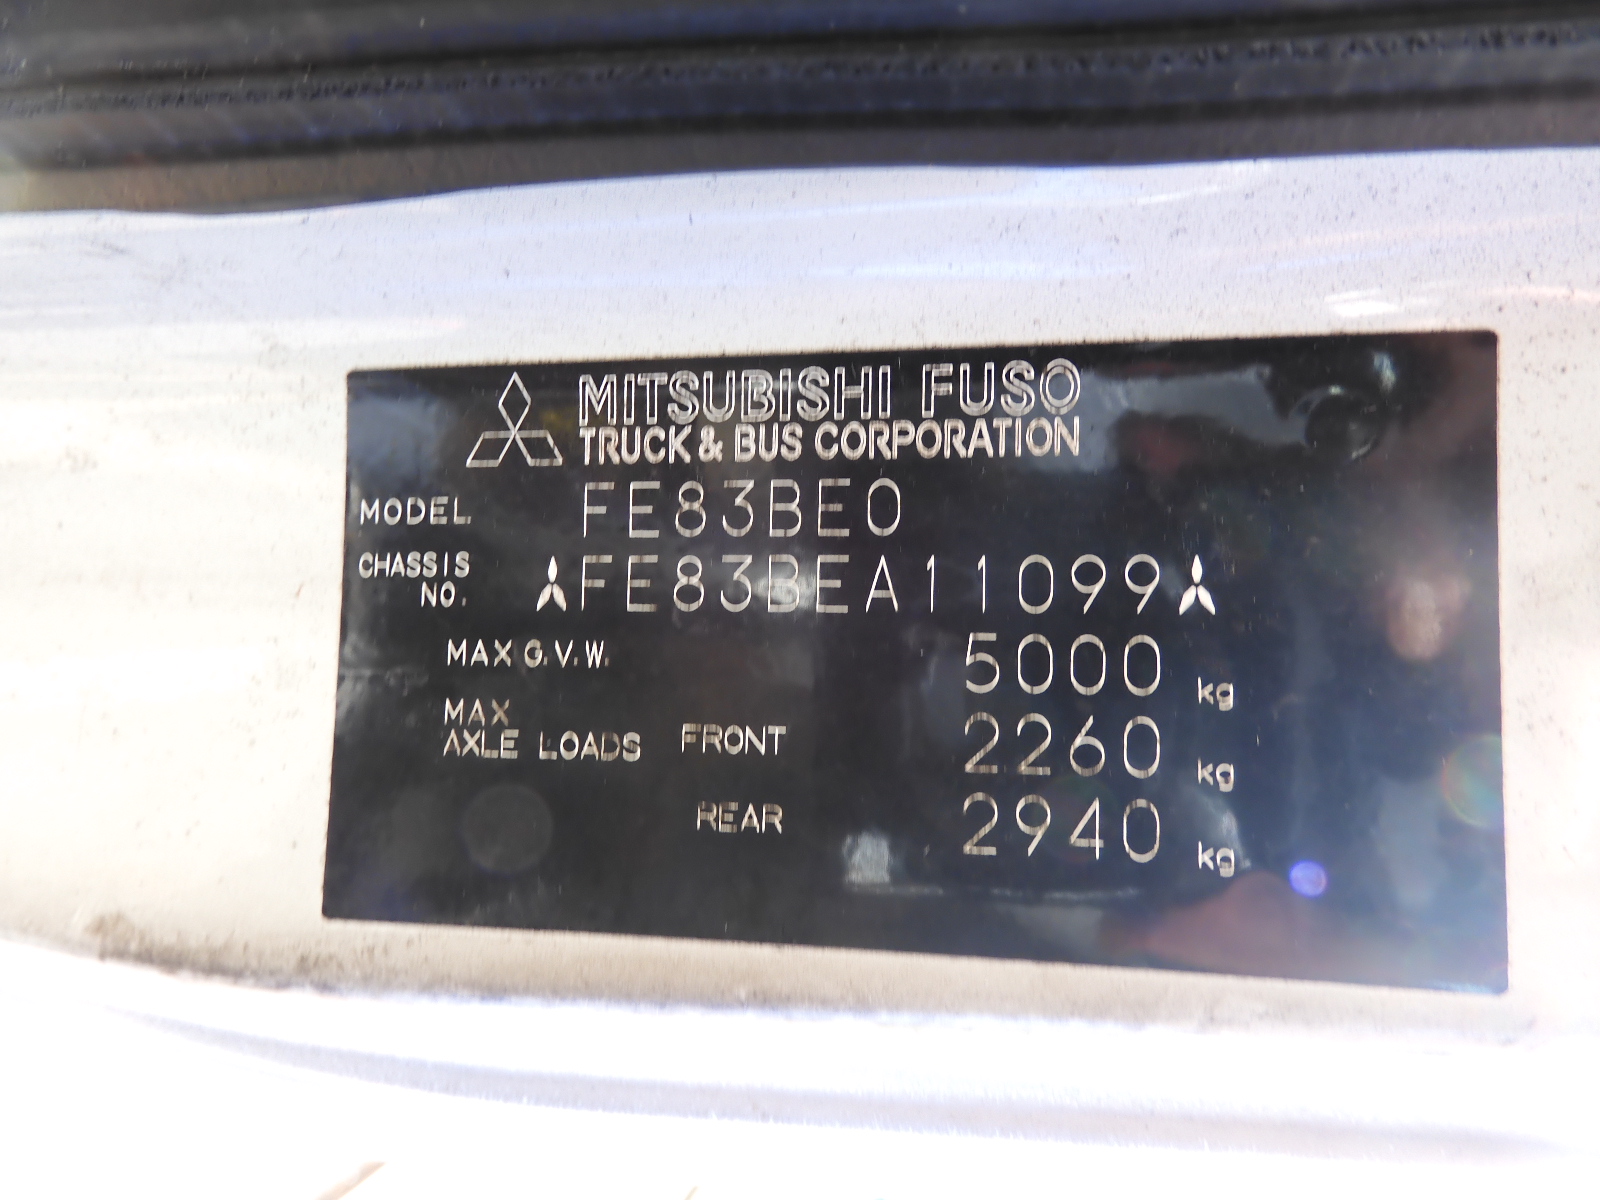 MITSUBISHI FUSO
TRUCK & BUS CORPORATION
MODEL FE83BE0
CHASSIS NO. FE83BEA11099
MAX G.V.W. 5000 kg
MAX AXLE LOADS FRONT 2260 kg
REAR 2940 kg